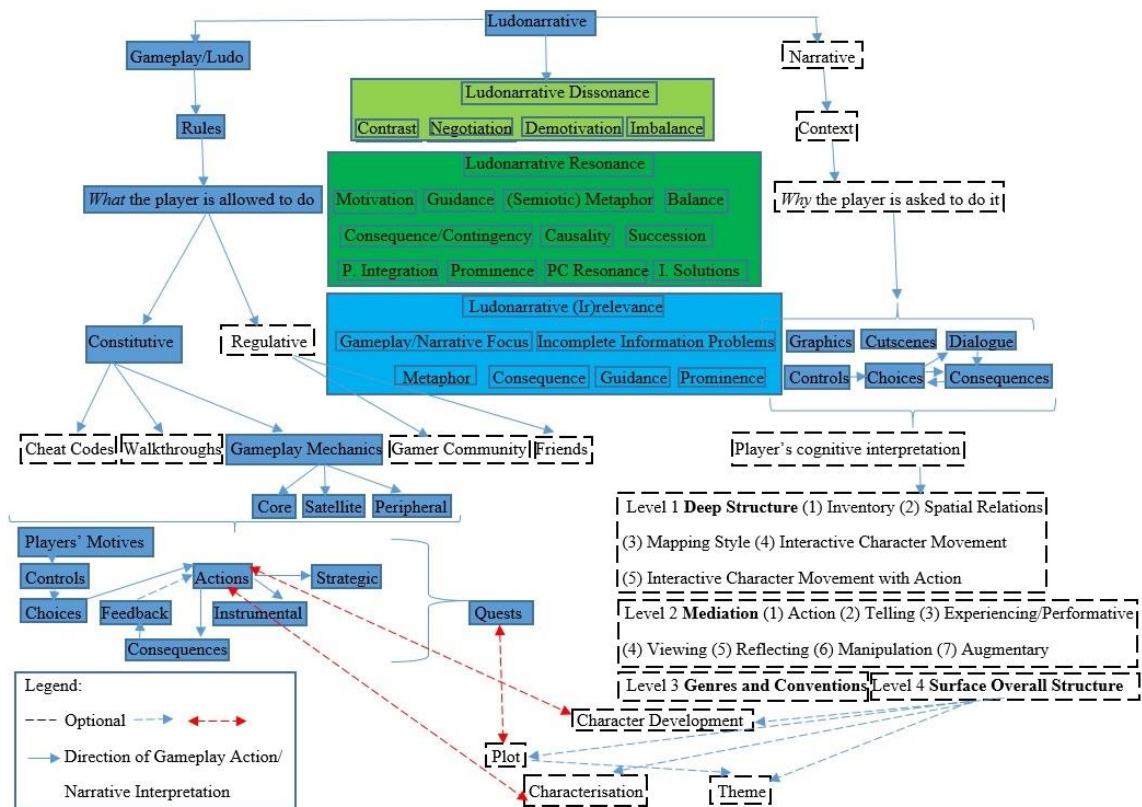 Ludonarrative
Gameplay/Ludo
Narrative
Ludonarrative Dissonance
Contrast Negotiation Demotivation Imbalance
Rules
Context
Ludonarrative Resonance
What the player is allowed to do
Motivation Guidance (Semiotic) Metaphor Balance
Why the player is asked to do it
Consequence/Contingency Causality Succession
P. Integration Prominence PC Resonance I. Solutions
Ludonarrative (Ir)relevance
Constitutive
Regulative
Gameplay/Narrative Focus Incomplete Information Problems
Metaphor Consequence Guidance Prominence
Graphics Cutscenes Dialogue
Controls Choices Consequences
Cheat Codes Walkthroughs Gameplay Mechanics Gamer Community Friends
Player's cognitive interpretation
Core Satellite Peripheral
Level 1 Deep Structure (1) Inventory (2) Spatial Relations
(3) Mapping Style (4) Interactive Character Movement
(5) Interactive Character Movement with Action
Players' Motives
Controls
Actions
Strategic
Choices
Feedback
Instrumental
Quests
Consequences
Level 2 Mediation (1) Action (2) Telling (3) Experiencing/Performative
(4) Viewing (5) Reflecting (6) Manipulation (7) Augmentary
Level 3 Genres and Conventions
Level 4 Surface Overall Structure
Character Development
Plot
Characterisation
Theme
Legend:
Optional
Direction of Gameplay Action/
Narrative Interpretation